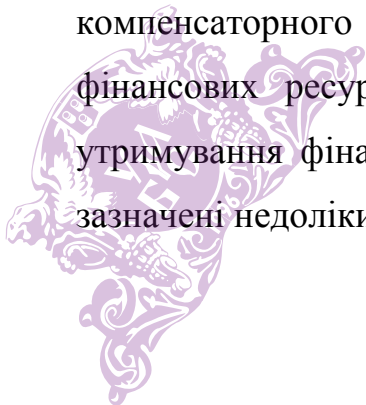 компенсаторного
фінансових ресур
утримування фіна
зазначені недоліки